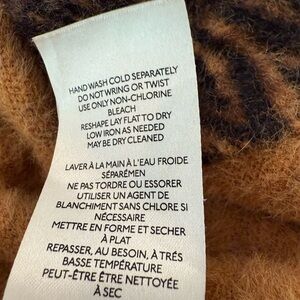 HAND WASH COLD SEPARATELY
DO NOT WRING OR TWIST
USE ONLY NON-CHLORINE
BLEACH
RESHAPE LAY FLAT TO DRY
LOW IRON AS NEEDED
MAY BE DRY CLEANED
LAVER À LA MAIN À L'EAU FROIDE
SÉPARÉMEN
NE PAS TORDRE OU ESSORER
UTILISER UN AGENT DE
BLANCHIMENT SANS CHLORE SI
NÉCESSAIRE
METTRE EN FORME ET SECHER
À PLAT
REPASSER, AU BESOIN, À TRÉS
BASSE TEMPÉRATURE
PEUT-ÊTRE ÊTRE NETTOYÉE
À SEC